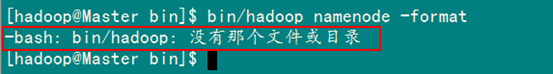 [hadoop@Master bin]$ bin/hadoop namenode -format
-bash: bin/hadoop: 没有那个文件或目录
[hadoop@Master bin]$